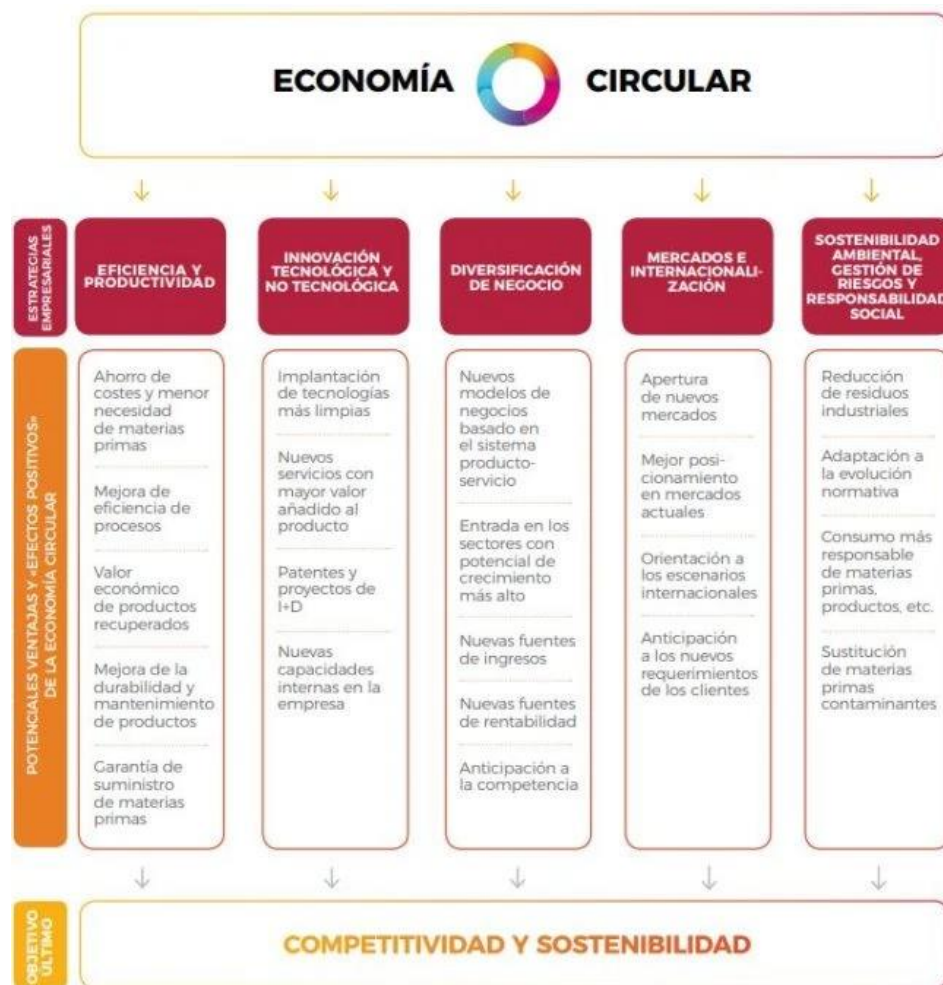 ECONOMÍA CIRCULAR
ESTRATEGIAS
EMPRESARIALES
EFICIENCIA Y
PRODUCTIVIDAD
INNOVACIÓN
TECNOLÓGICA Y
NO TECNOLÓGICA
DIVERSIFICACIÓN
DE NEGOCIO
MERCADOS E
INTERNACIONALI-
ZACIÓN
SOSTENIBILIDAD
AMBIENTAL,
GESTIÓN DE
RIESGOS Y
RESPONSABILIDAD
SOCIAL
POTENCIALES VENTAJAS Y «EFECTOS POSITIVOS»
DE LA ECONOMÍA CIRCULAR
Ahorro de
costes y menor
necesidad
de materias
primas
Mejora de
eficiencia de
procesos
Valor
económico
de productos
recuperados
Mejora de la
durabilidad y
mantenimiento
de productos
Garantía de
suministro
de materias
primas
Implantación
de tecnologías
más limpias
Nuevos
servicios con
mayor valor
añadido al
producto
Patentes y
proyectos de
I+D
Nuevas
capacidades
internas en la
empresa
Nuevos
modelos de
negocios
basado en
el sistema
producto-
servicio
Entrada en los
sectores con
potencial de
crecimiento
más alto
Nuevas fuentes
de ingresos
Nuevas fuentes
de rentabilidad
Anticipación a
la competencia
Apertura
de nuevos
mercados
Mejor posi-
cionamiento
en mercados
actuales
Orientación a
los escenarios
internacionales
Anticipación
a los nuevos
requerimientos
de los clientes
Reducción
de residuos
industriales
Adaptación a
la evolución
normativa
Consumo más
responsable
de materias
primas,
productos, etc.
Sustitución
de materias
primas
contaminantes
OBJETIVO
ÚLTIMO
COMPETITIVIDAD Y SOSTENIBILIDAD